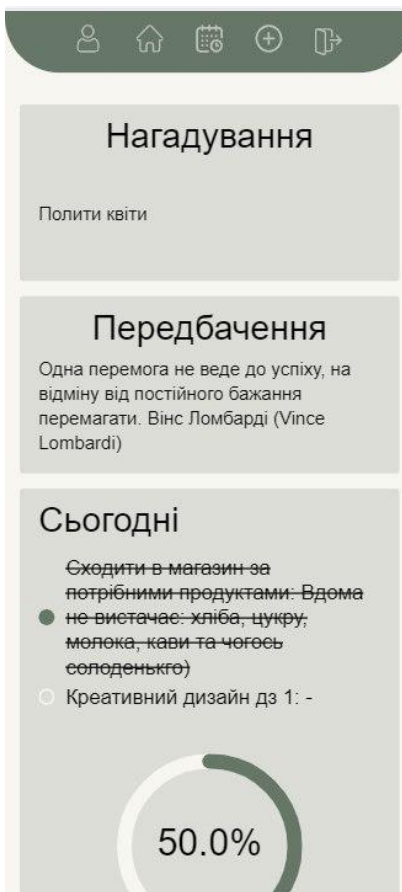 Нагадування
Полити квіти
Передбачення
Одна перемога не веде до успіху, на
відміну від постійного бажання
перемагати. Вінс Ломбарді (Vince
Lombardi)
Сьогодні
Сходити в магазин за
потрібними продуктами: Вдома
не вистачає: хліба, цукру,
молока, кави та чогось
солоденькго)
Креативний дизайн дз 1: -
50.0%